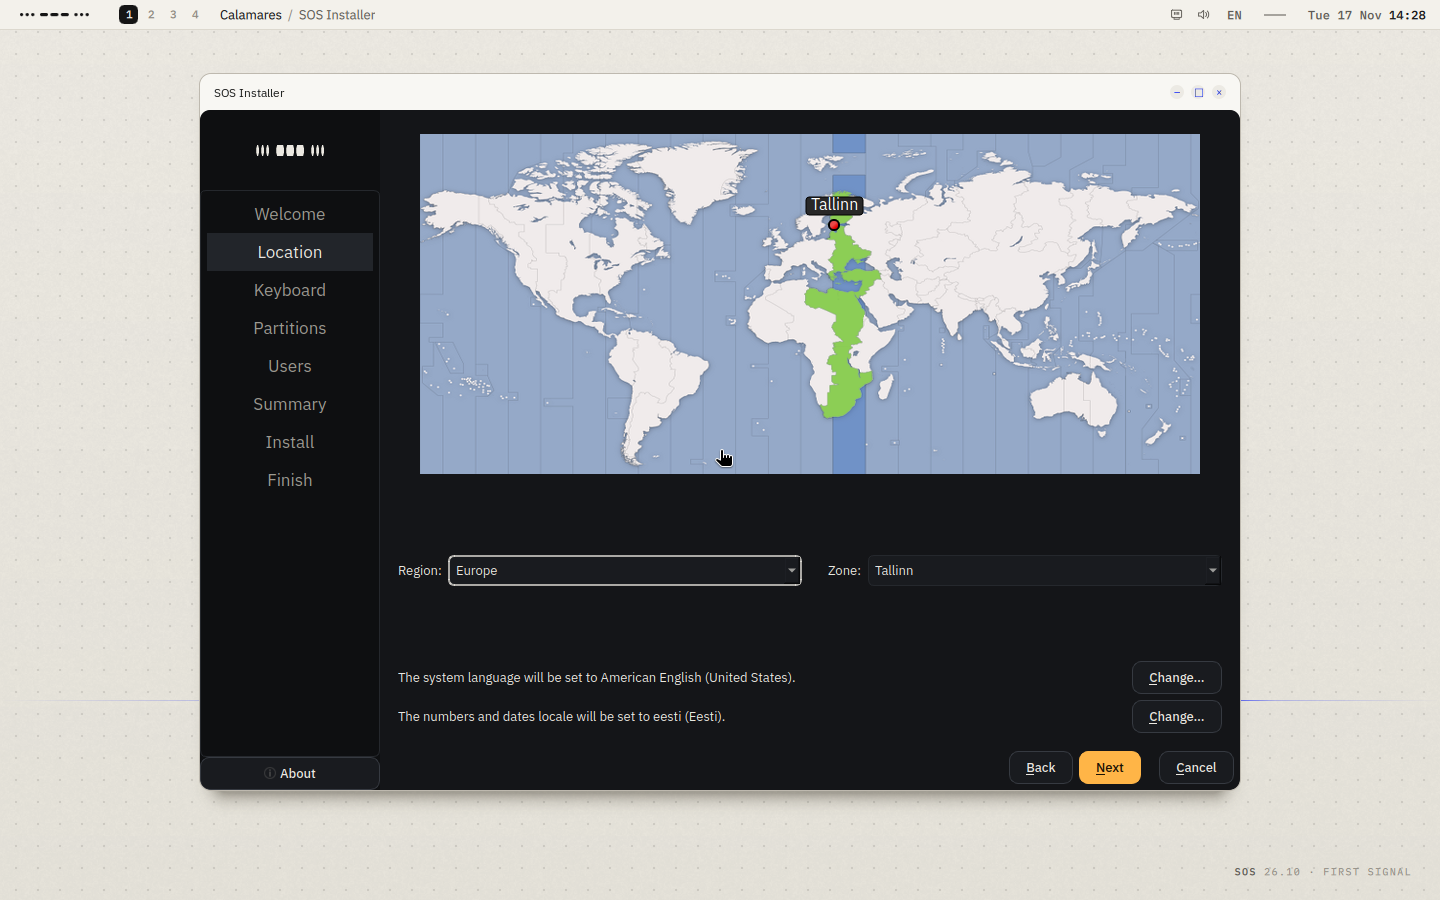 1 2 3 4 Calamares / SOS Installer EN Tue 17 Nov 14:28
SOS Installer
Tallinn
Welcome
Location
Keyboard
Partitions
Users
Summary
Install
Finish
Region: Europe Zone: Tallinn
The system language will be set to American English (United States). Change...
The numbers and dates locale will be set to eesti (Eesti). Change...
About
Back Next Cancel
SOS 26.10 · FIRST SIGNAL